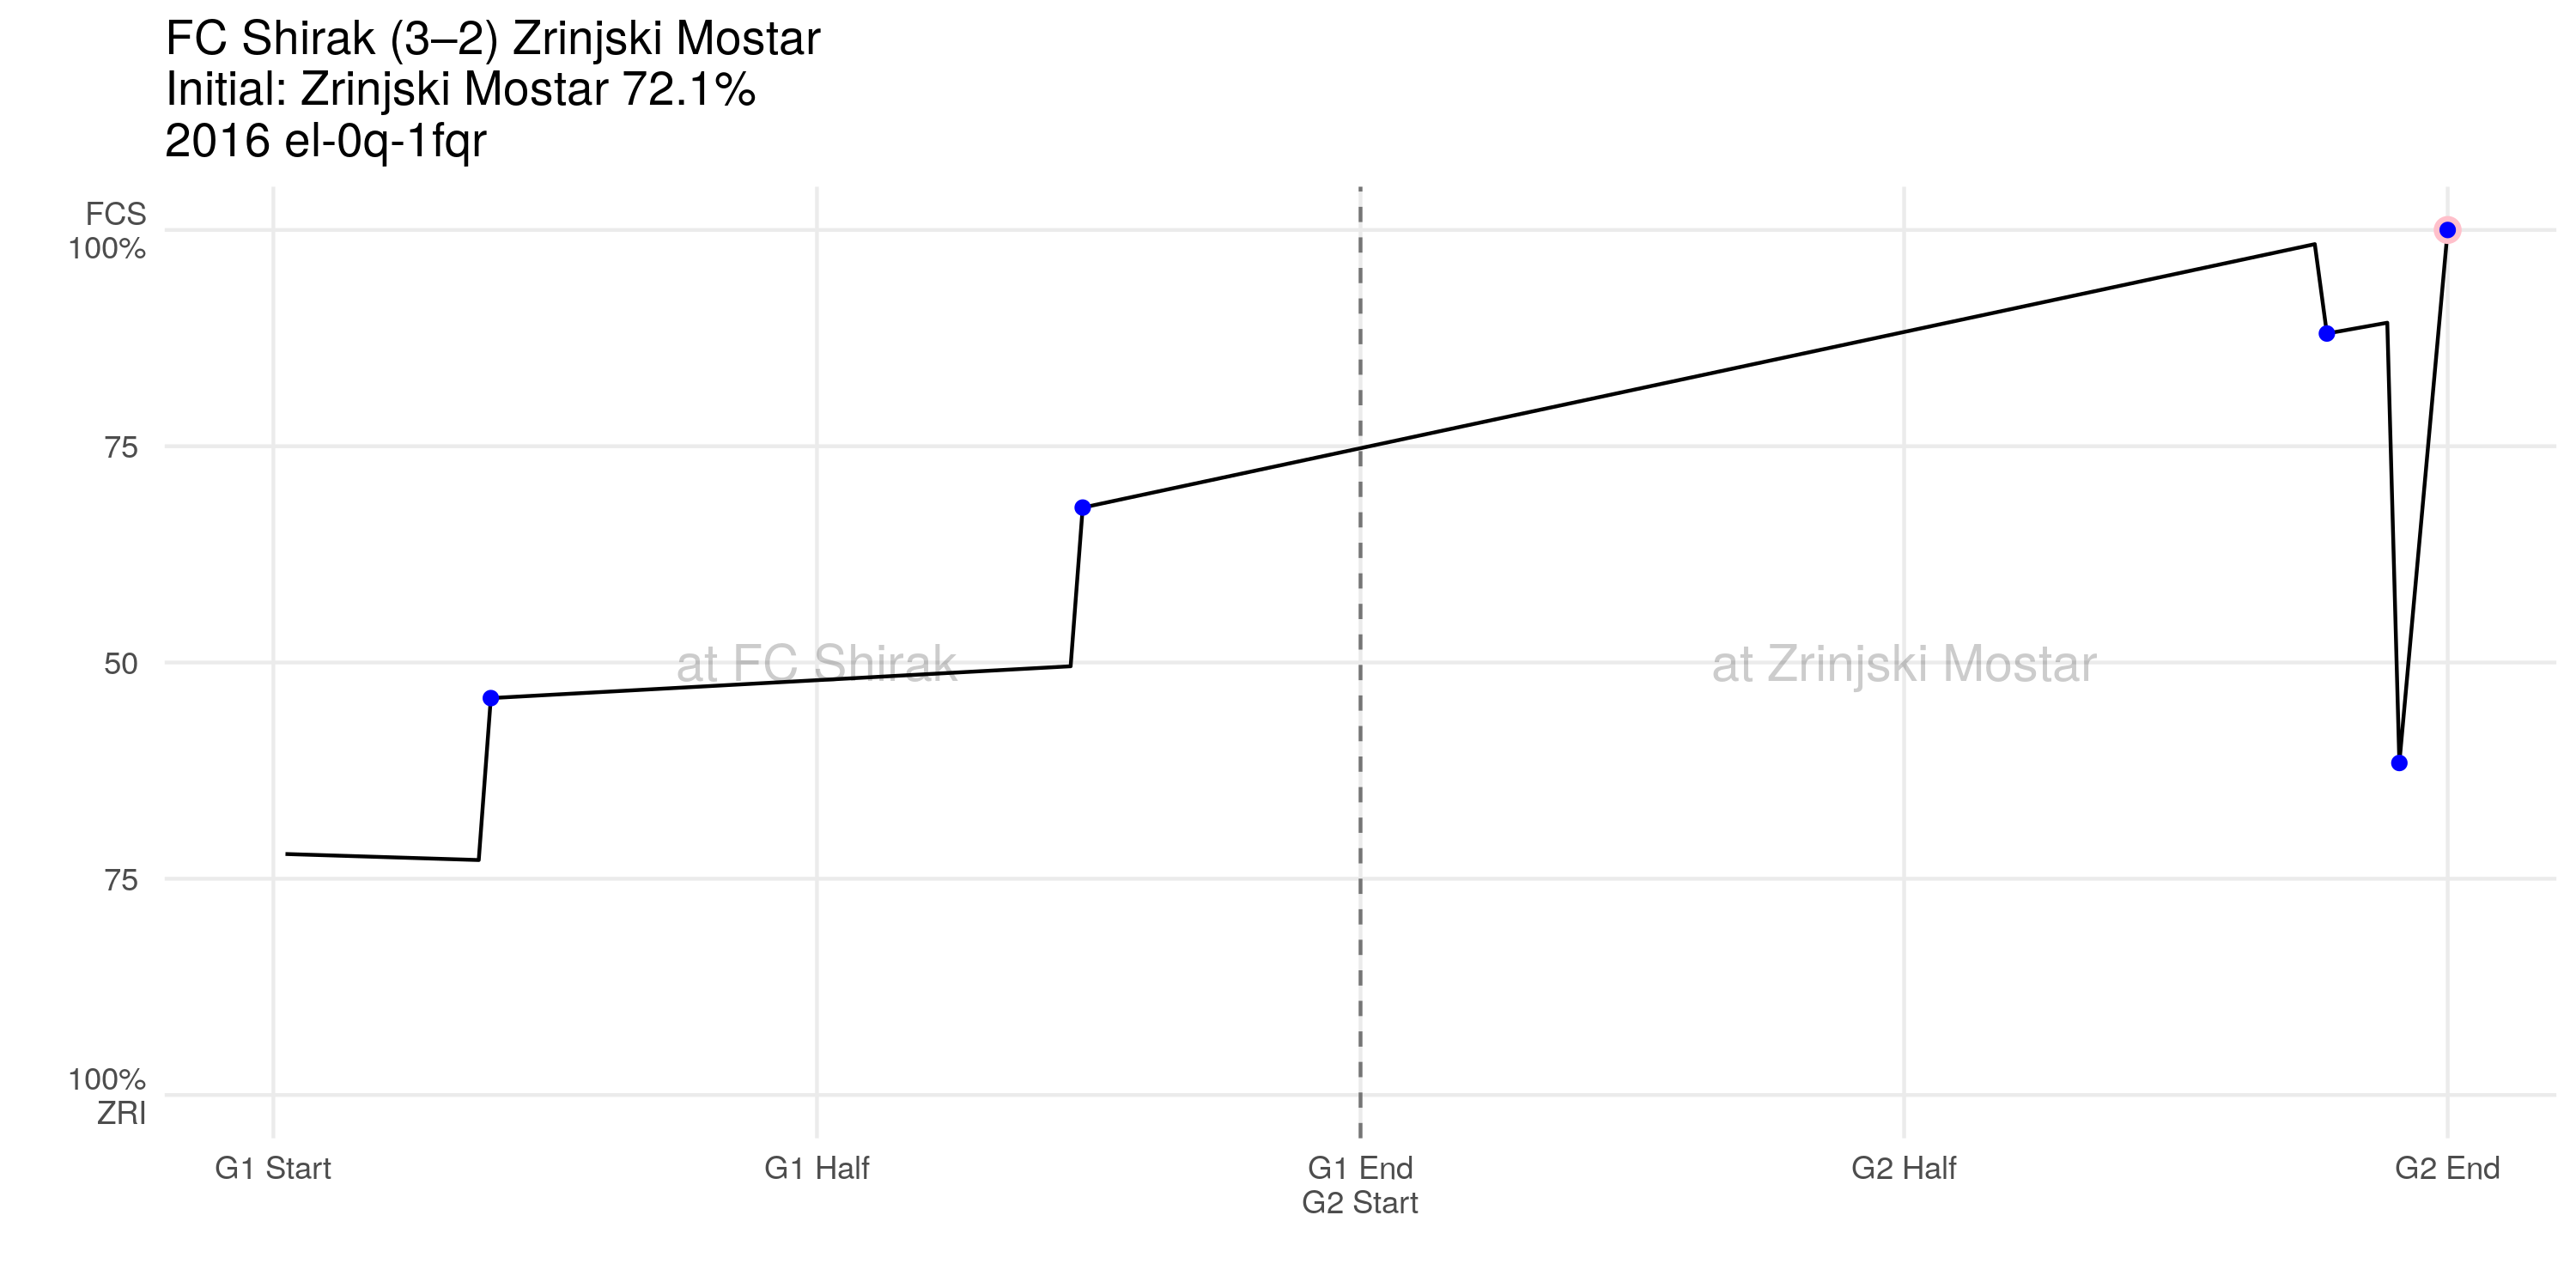 FC Shirak (3–2) Zrinjski Mostar
Initial: Zrinjski Mostar 72.1%
2016 el-0q-1fqr
FCS
100%
75
50
75
100%
ZRI
at FC Shirak
at Zrinjski Mostar
G1 Start
G1 Half
G1 End
G2 Start
G2 Half
G2 End